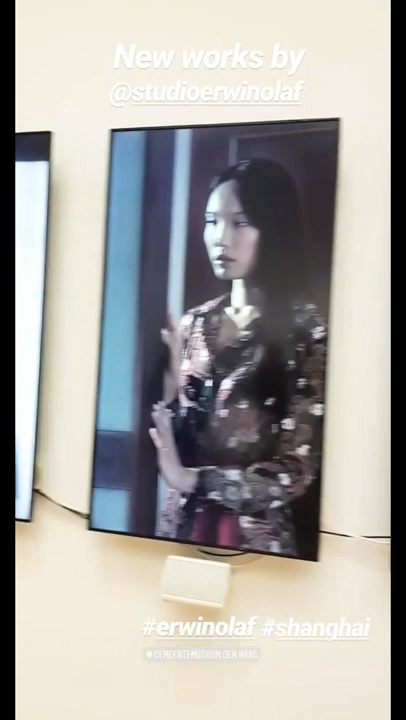 New works by
@studioerwinolaf
#erwinolaf #shanghai
GEMEENTEMUSEUM DEN HAAG